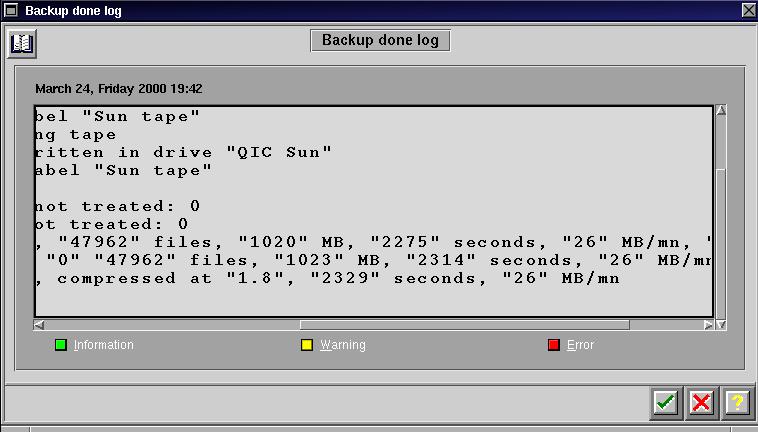 Backup done log
Backup done log
March 24, Friday 2000 19:42
bel "Sun tape"
ng tape
ritten in drive "QIC Sun"
abel "Sun tape"
not treated: 0
ot treated: 0
, "47962" files, "1020" MB, "2275" seconds, "26" MB/mn, "
"0" "47962" files, "1023" MB, "2314" seconds, "26" MB/mn
, compressed at "1.8", "2329" seconds, "26" MB/mn
Information Warning Error
?